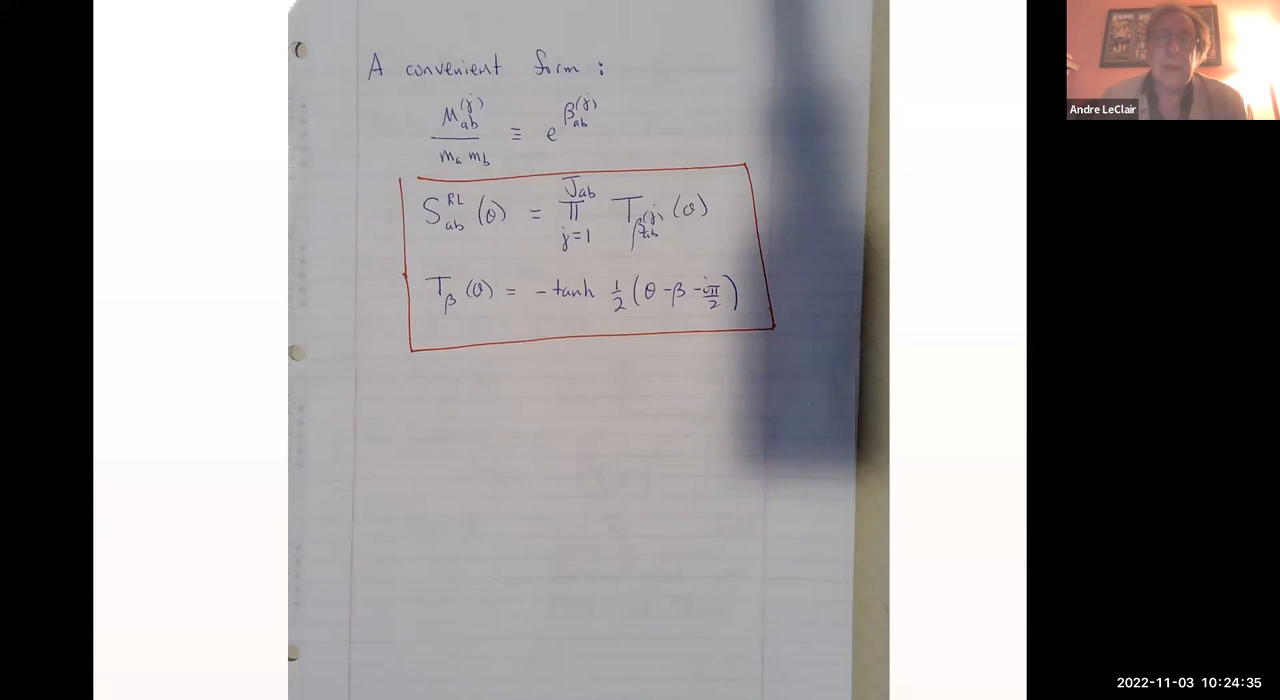 A convenient form :
M_ab^(j) / m_a m_b ≡ e^β_ab^(j)
S_ab^RL (θ) = Π_{j=1}^{J_ab} T_{β_ab^(j)} (θ)
T_β (θ) = - tanh 1/2 (θ - β - iπ/2)
Andre LeClair
2022-11-03 10:24:35